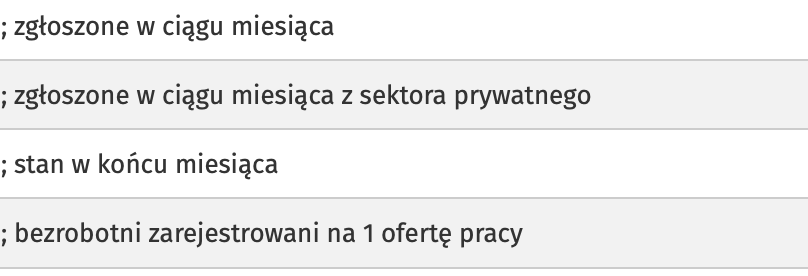 ; zgłoszone w ciągu miesiąca
; zgłoszone w ciągu miesiąca z sektora prywatnego
; stan w końcu miesiąca
; bezrobotni zarejestrowani na 1 ofertę pracy